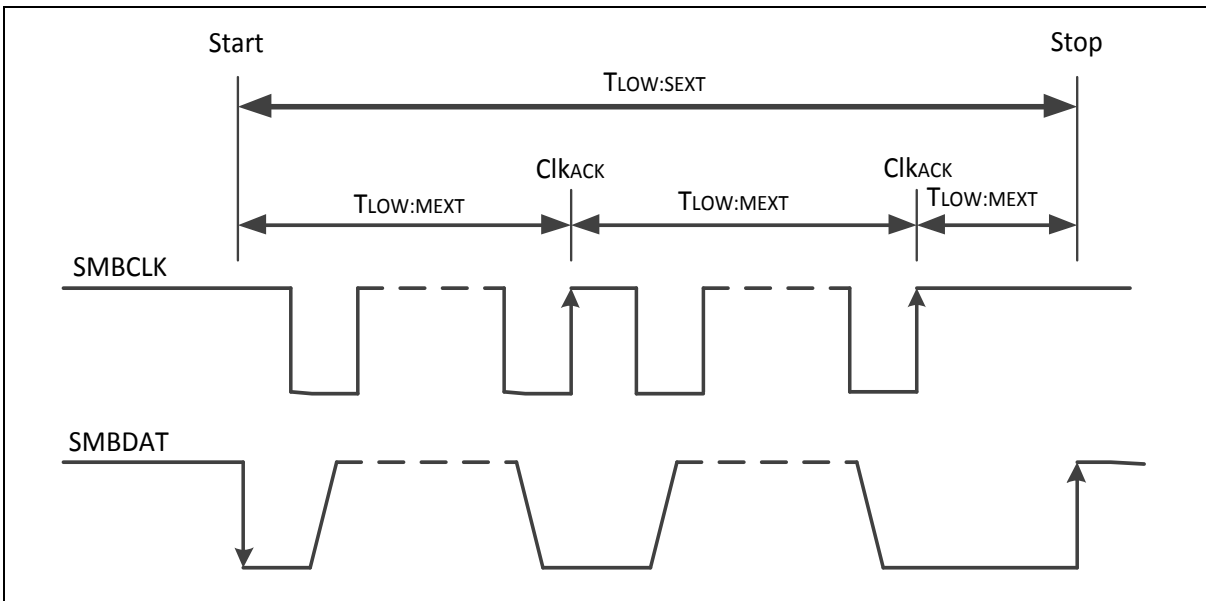 Start Stop
TLOW:SEXT
ClkACK ClkACK
TLOW:MEXT TLOW:MEXT TLOW:MEXT
SMBCLK
SMBDAT